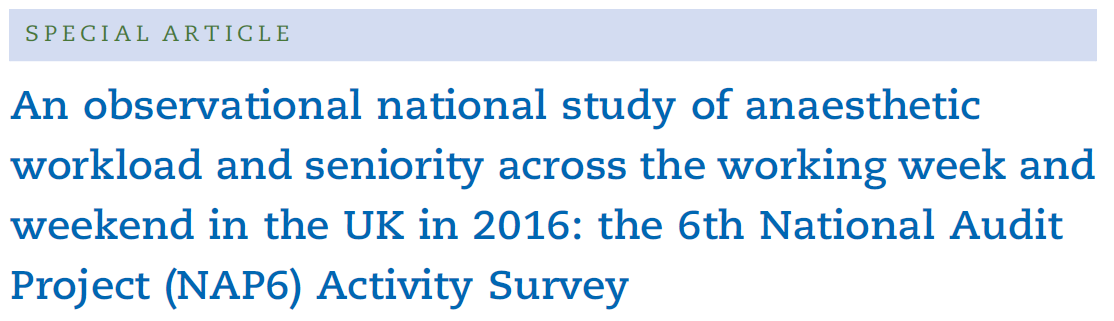 SPECIAL ARTICLE
An observational national study of anaesthetic
workload and seniority across the working week and
weekend in the UK in 2016: the 6th National Audit
Project (NAP6) Activity Survey